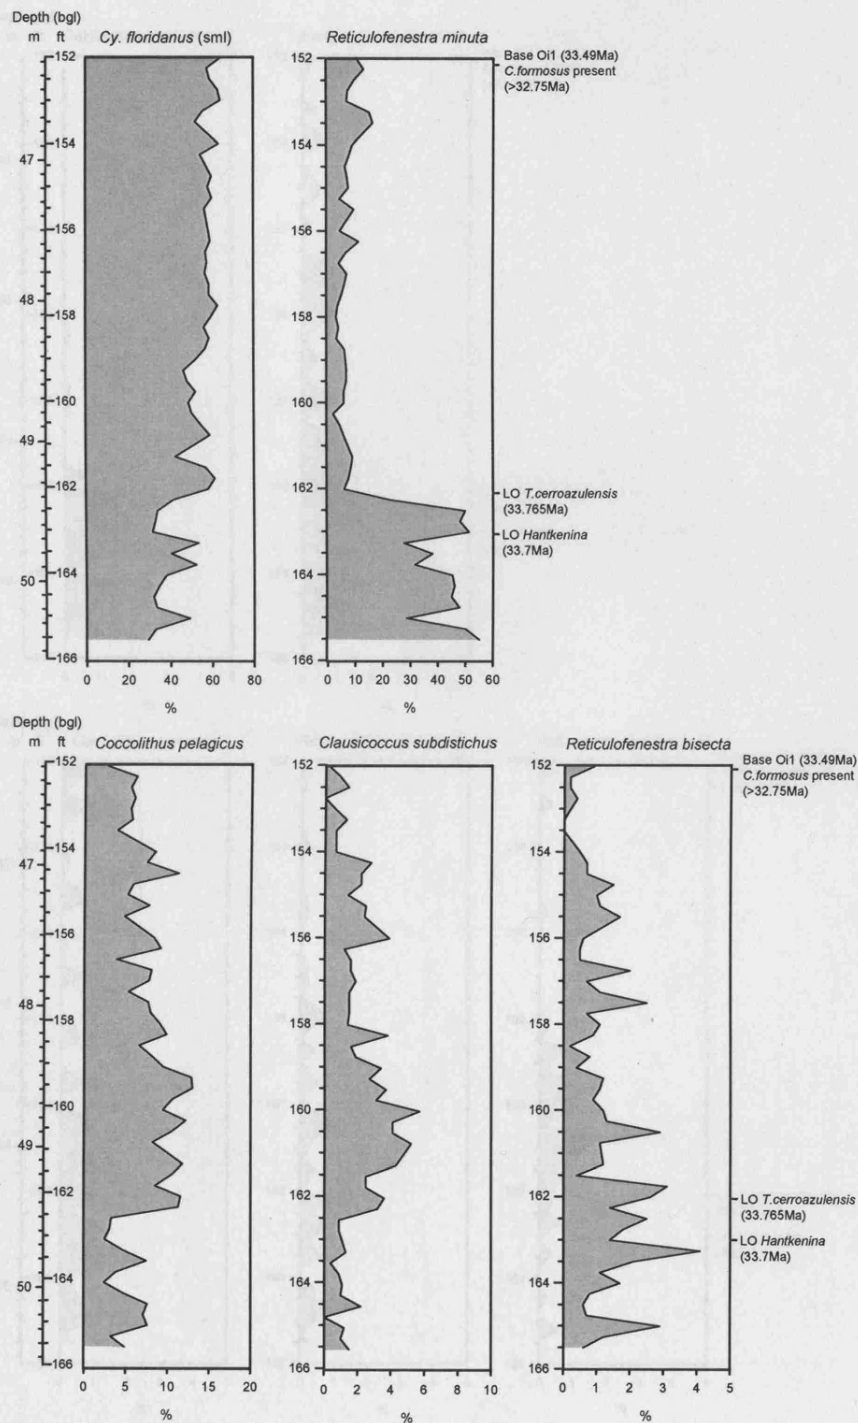 Depth (bgl)
m ft
Cy. floridanus (sml)
Reticulofenestra minuta
152
154
47
156
48
158
160
49
162
164
50
166
0 20 40 60 80
%
152
154
156
158
160
162
164
166
0 10 20 30 40 50 60
%
Base Oi1 (33.49Ma)
C.formosus present
(>32.75Ma)
LO T.cerroazulensis
(33.765Ma)
LO Hantkenina
(33.7Ma)
Depth (bgl)
m ft
Coccolithus pelagicus
Clausicoccus subdistichus
Reticulofenestra bisecta
152
154
47
156
48
158
160
49
162
164
50
166
0 5 10 15 20
%
152
154
156
158
160
162
164
166
0 2 4 6 8 10
%
152
154
156
158
160
162
164
166
0 1 2 3 4 5
%
Base Oi1 (33.49Ma)
C.formosus present
(>32.75Ma)
LO T.cerroazulensis
(33.765Ma)
LO Hantkenina
(33.7Ma)